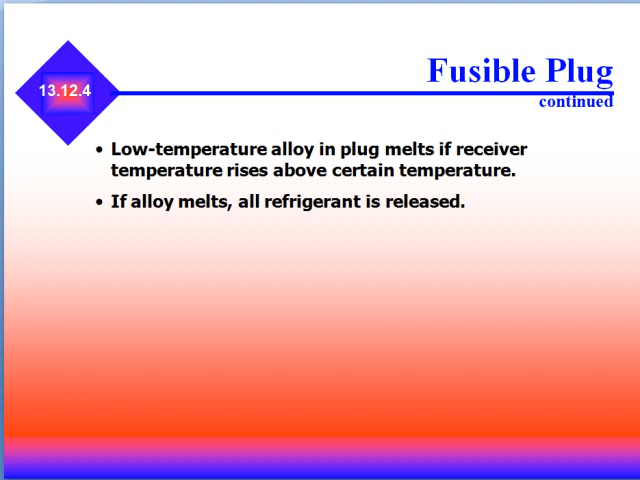 Fusible Plug
13.12.4
continued
• Low-temperature alloy in plug melts if receiver
temperature rises above certain temperature.
• If alloy melts, all refrigerant is released.